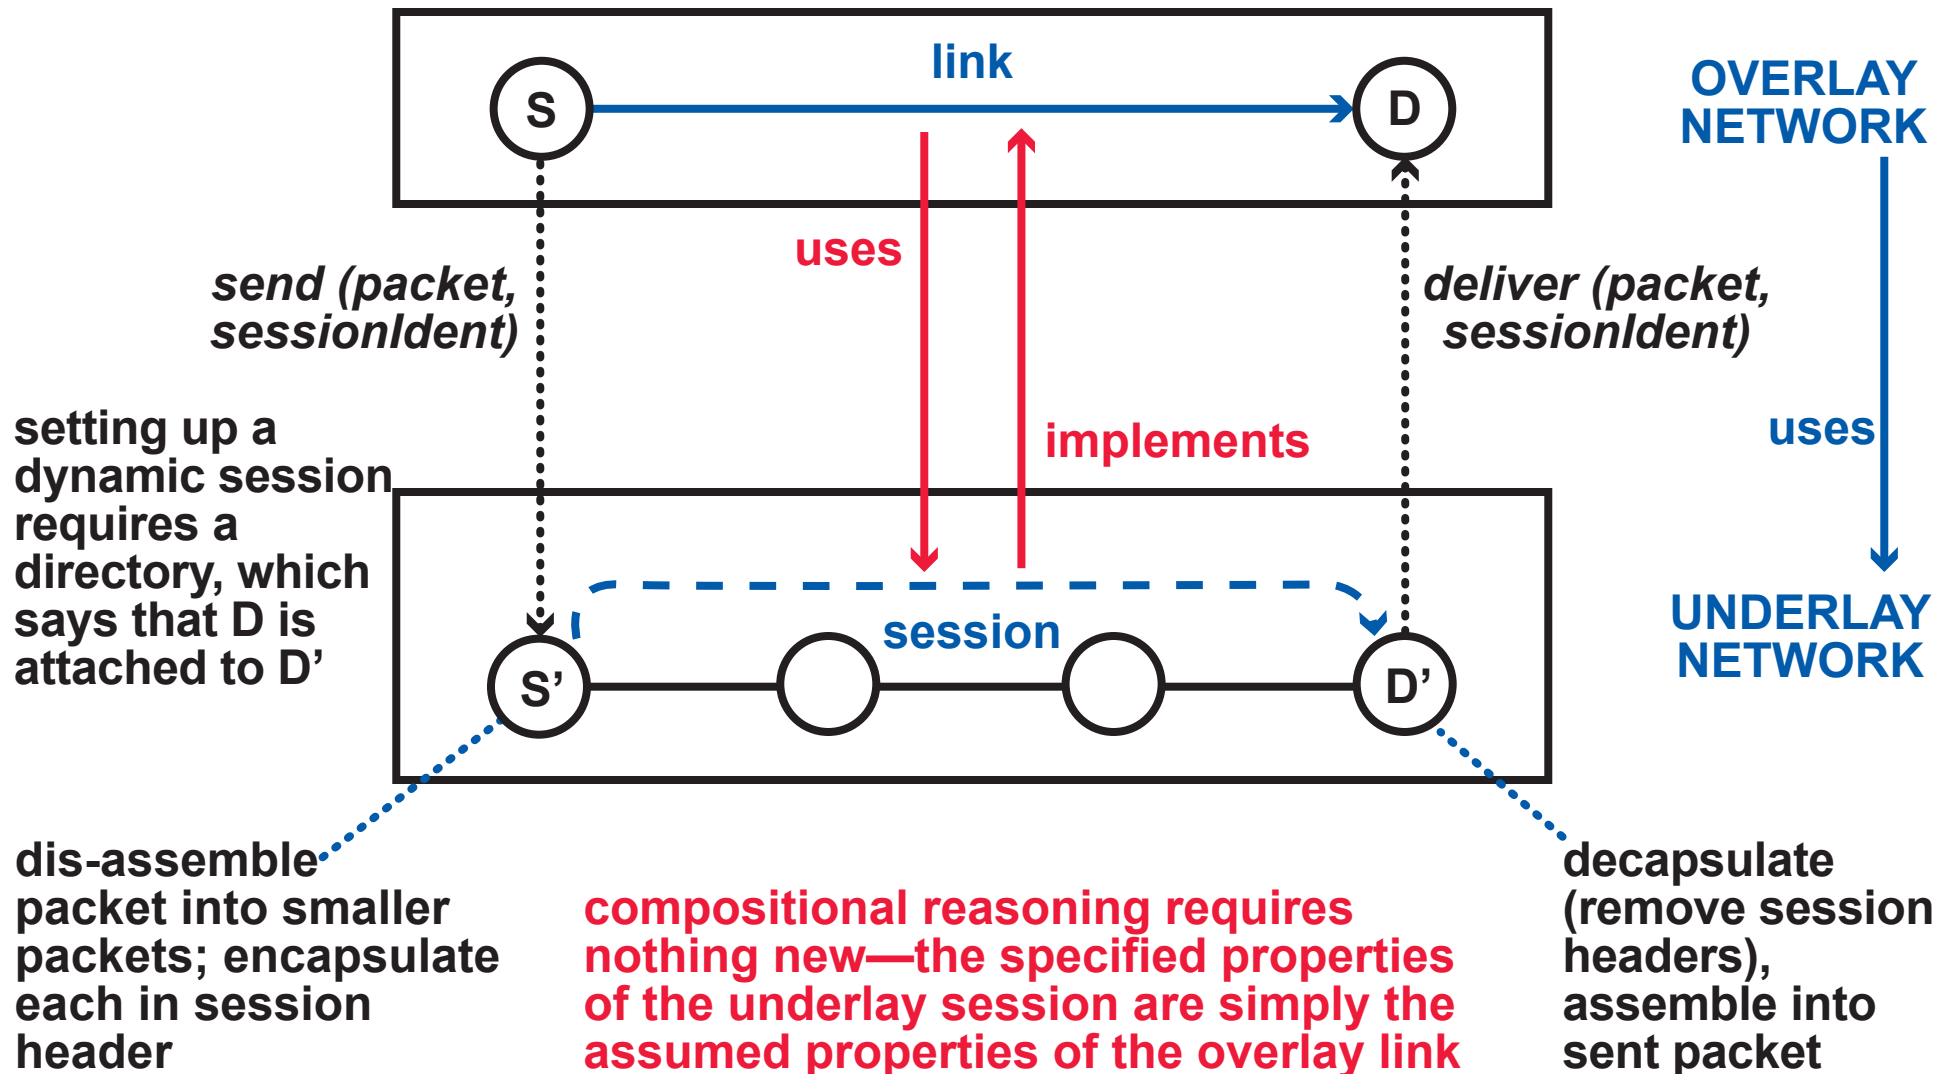 link
S
D
OVERLAY
NETWORK
uses
send (packet,
sessionIdent)
deliver (packet,
sessionIdent)
implements
uses
setting up a
dynamic session
requires a
directory, which
says that D is
attached to D’
session
S’
D’
UNDERLAY
NETWORK
dis-assemble
packet into smaller
packets; encapsulate
each in session
header
compositional reasoning requires
nothing new—the specified properties
of the underlay session are simply the
assumed properties of the overlay link
decapsulate
(remove session
headers),
assemble into
sent packet